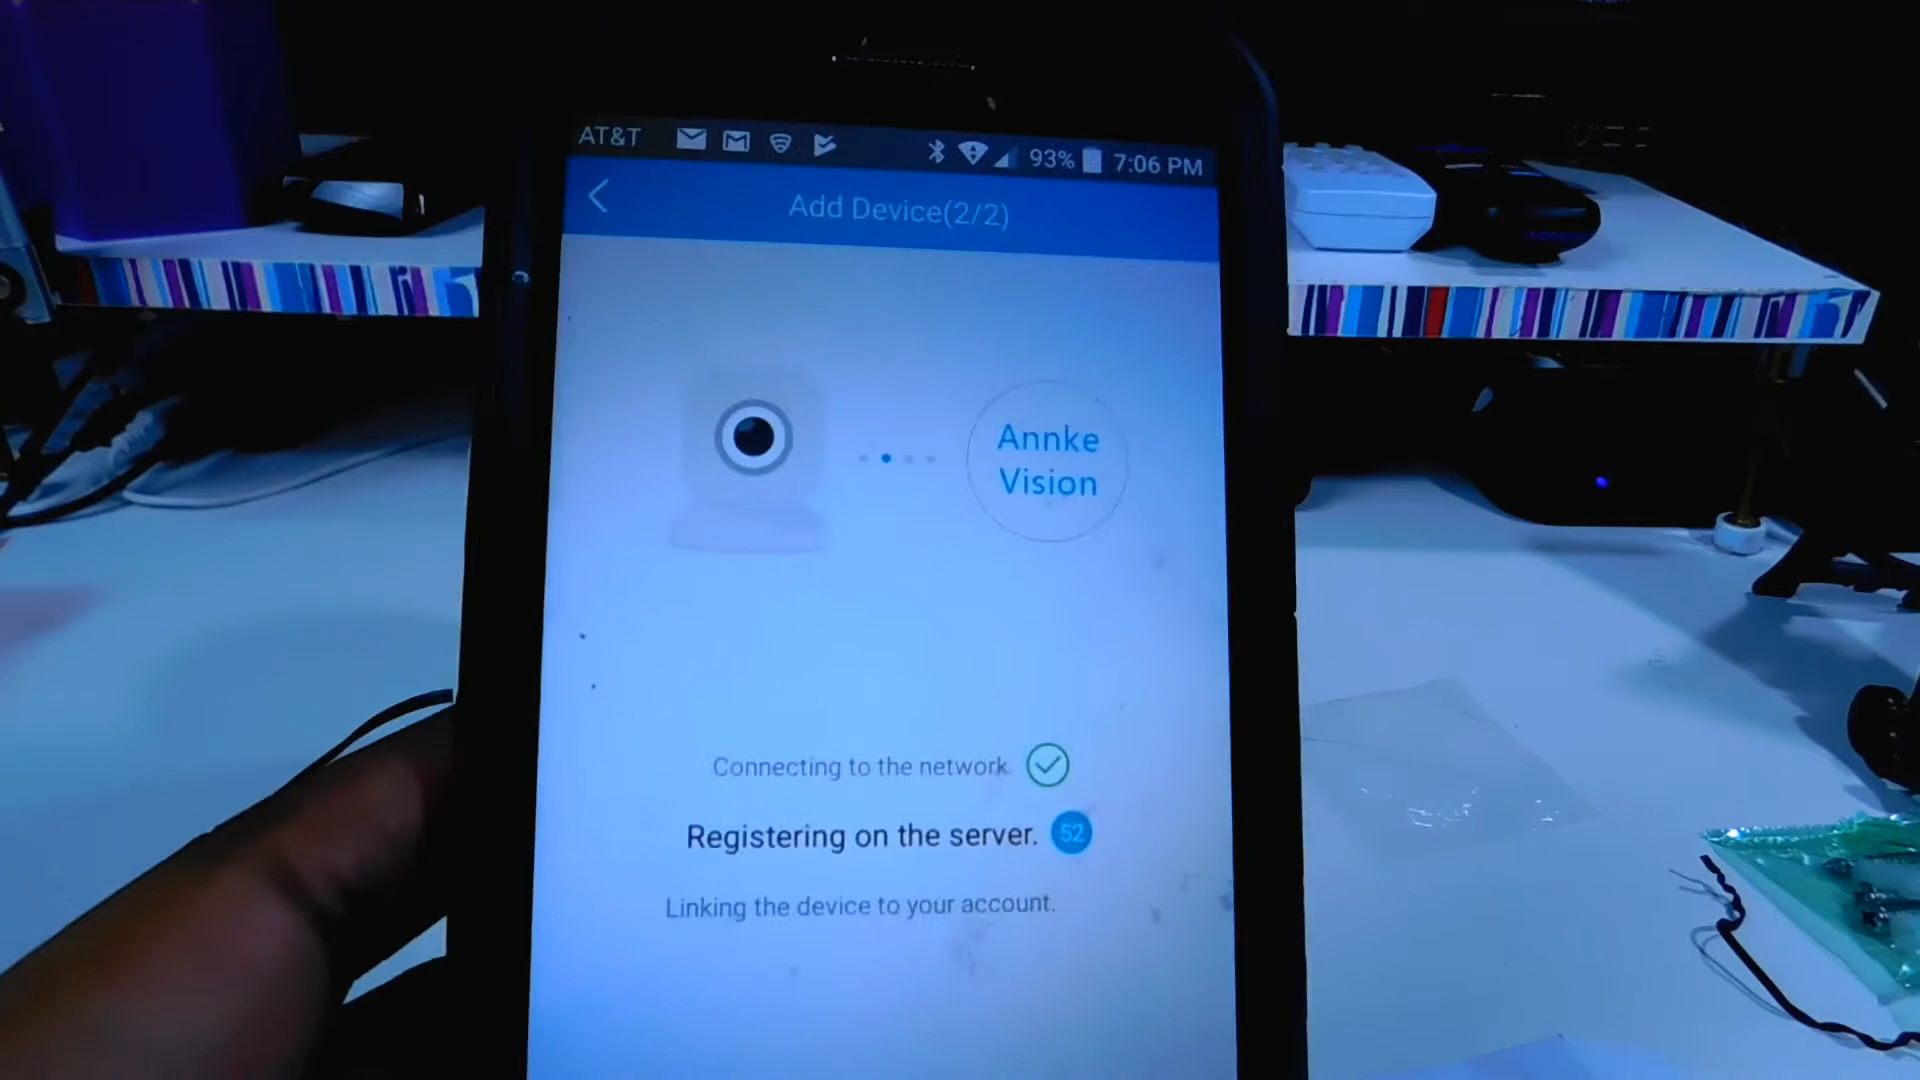 AT&T 93% 7:06 PM
Add Device(2/2)
Annke
Vision
Connecting to the network.
Registering on the server. 52
Linking the device to your account.